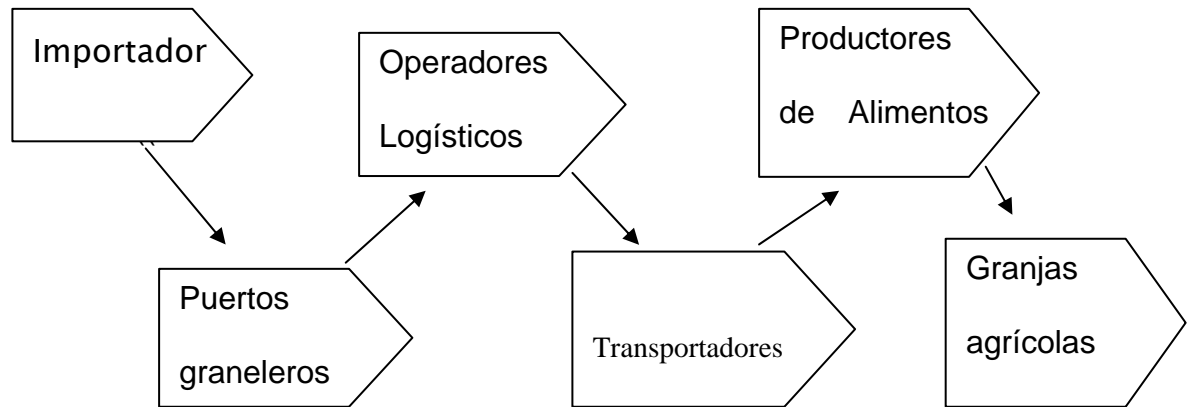 Importador
Puertos
graneleros
Operadores
Logísticos
Transportadores
Productores
de Alimentos
Granjas
agrícolas